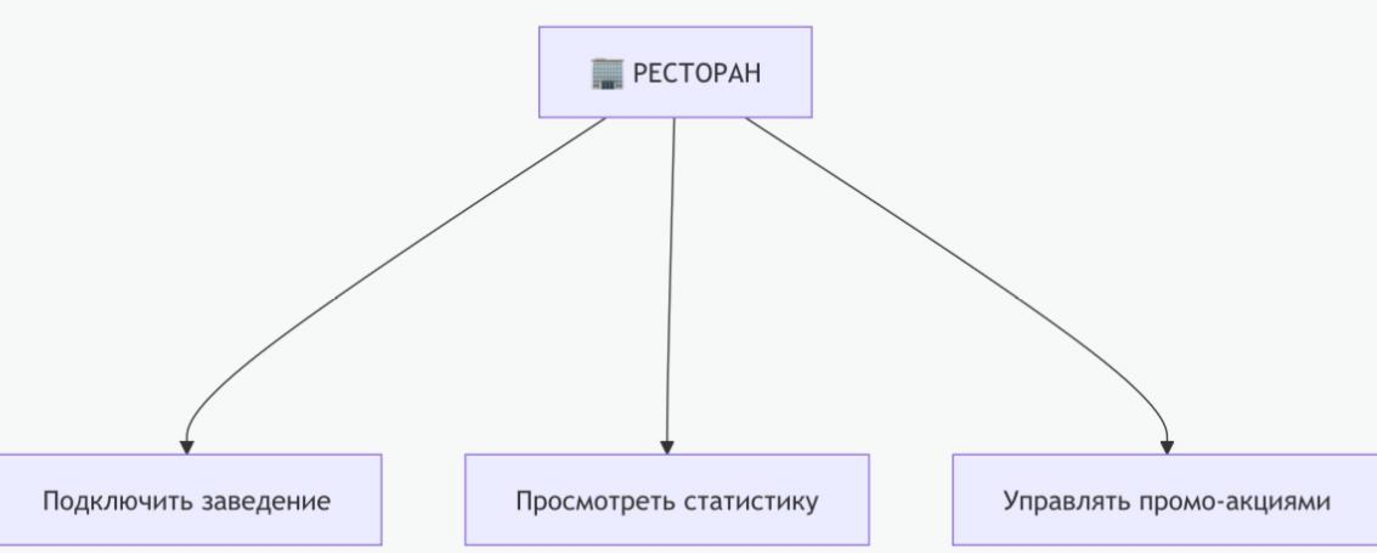 РЕСТОРАН
Подключить заведение
Просмотреть статистику
Управлять промо-акциями